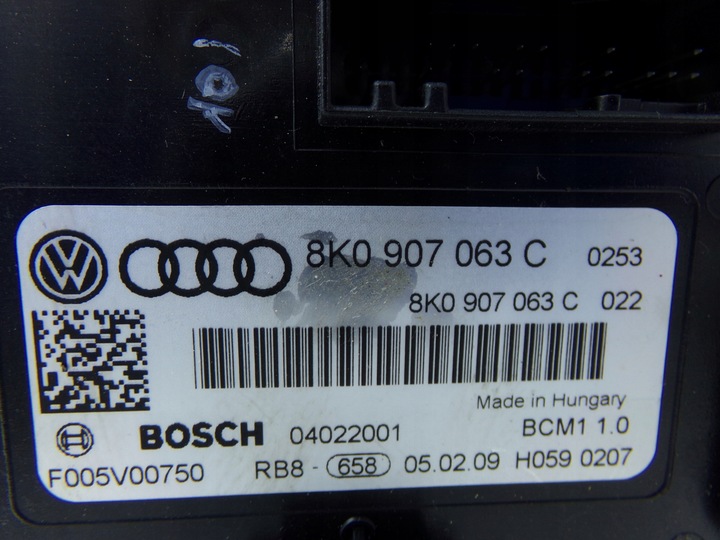 8K0 907 063 C 0253
8K0 907 063 C 022
Made in Hungary
BOSCH 04022001 BCM1 1.0
F005V00750 RB8 - 658 05.02.09 H059 0207